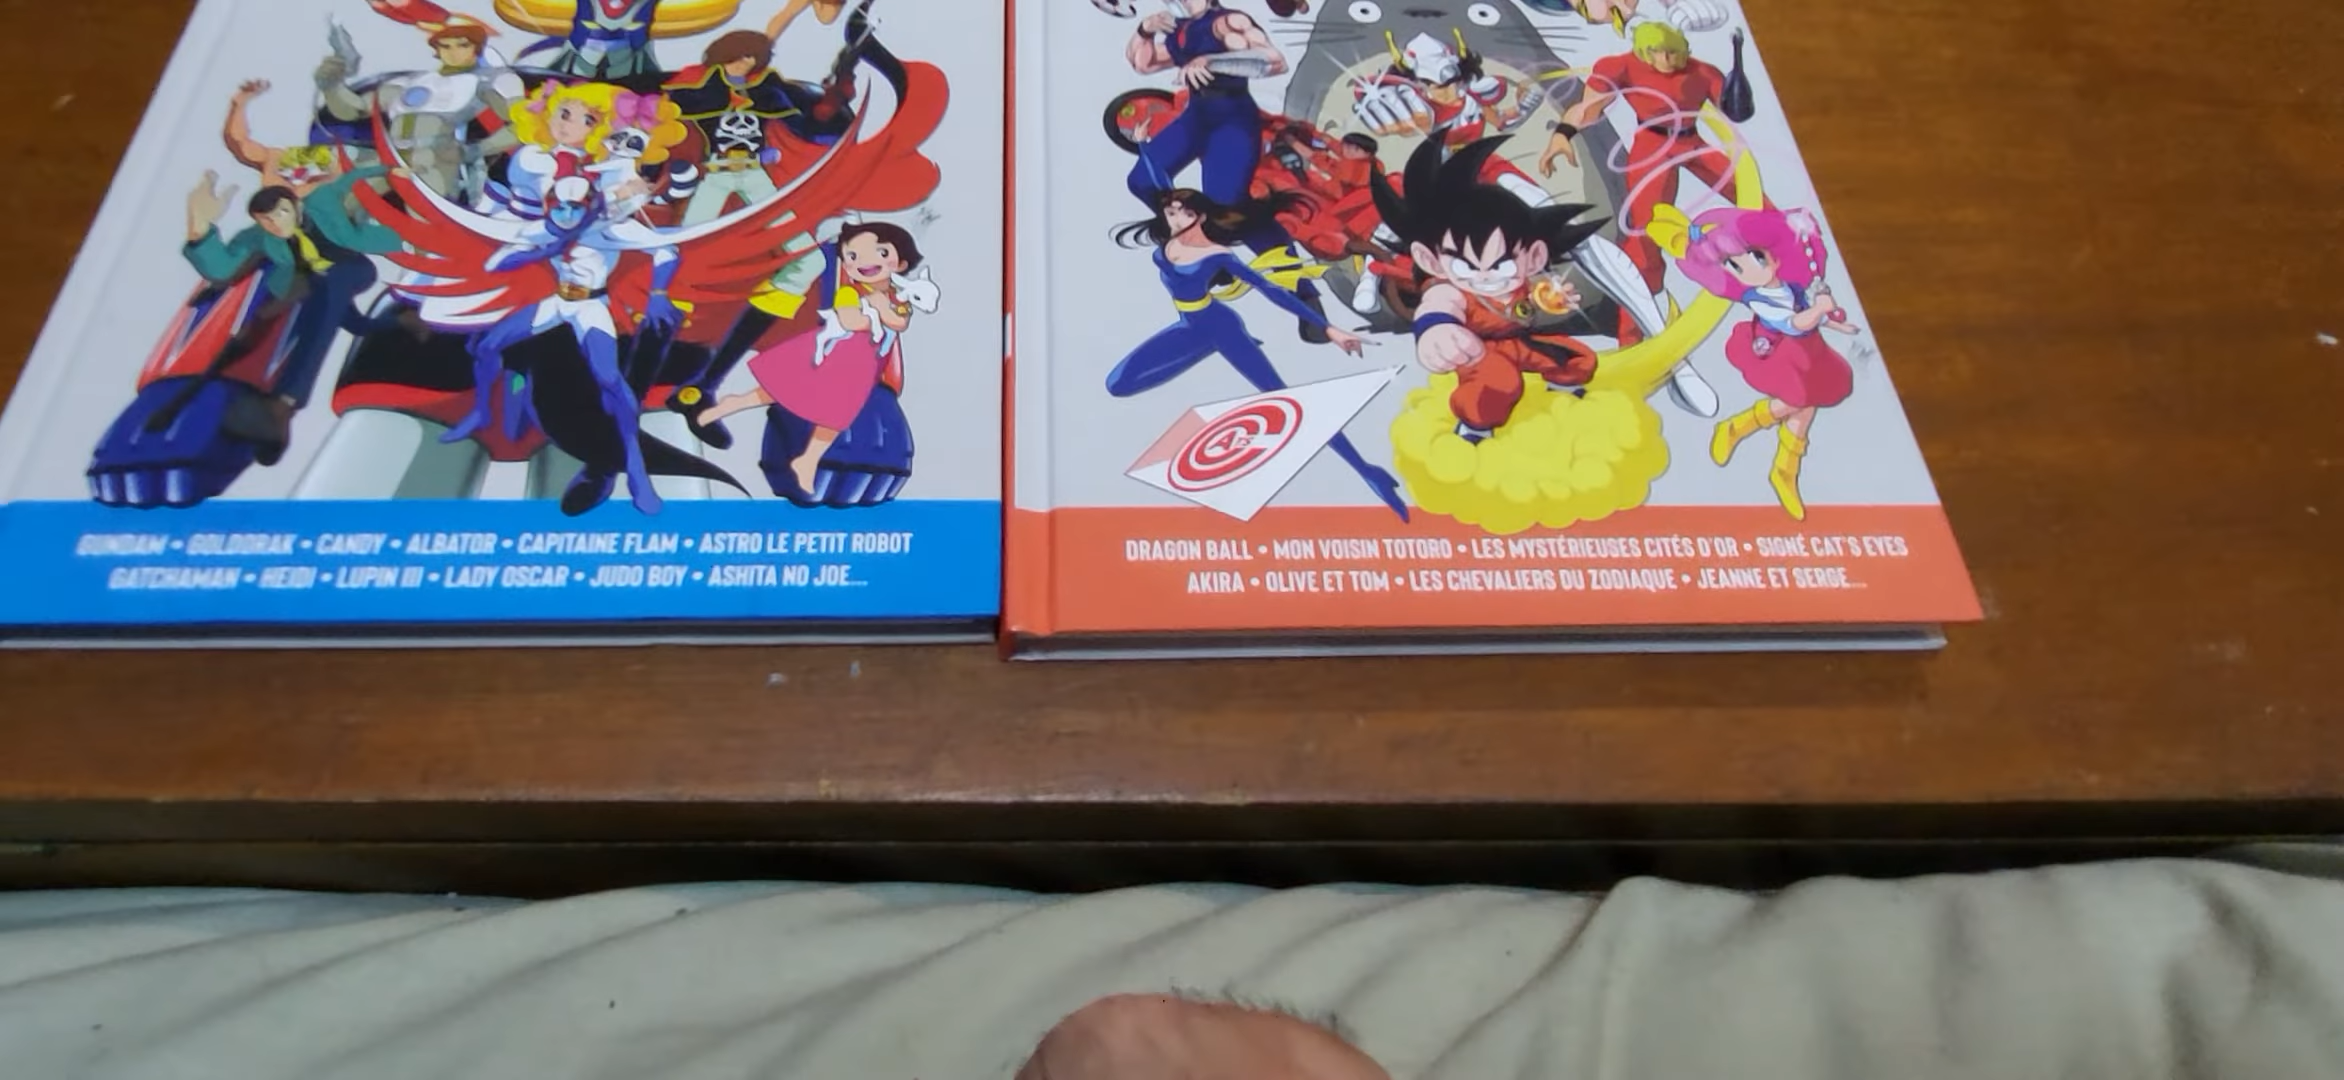 GUNDAM • GOLDORAK • CANDY • ALBATOR • CAPITAINE FLAM • ASTRO LE PETIT ROBOT
GATCHAMAN • HEIDI • LUPIN III • LADY OSCAR • JUDO BOY • ASHITA NO JOE...
CATS
DRAGON BALL • MON VOISIN TOTORO • LES MYSTÉRIEUSES CITÉS D'OR • SIGNÉ CAT'S EYES
AKIRA • OLIVE ET TOM • LES CHEVALIERS DU ZODIAQUE • JEANNE ET SERGE...